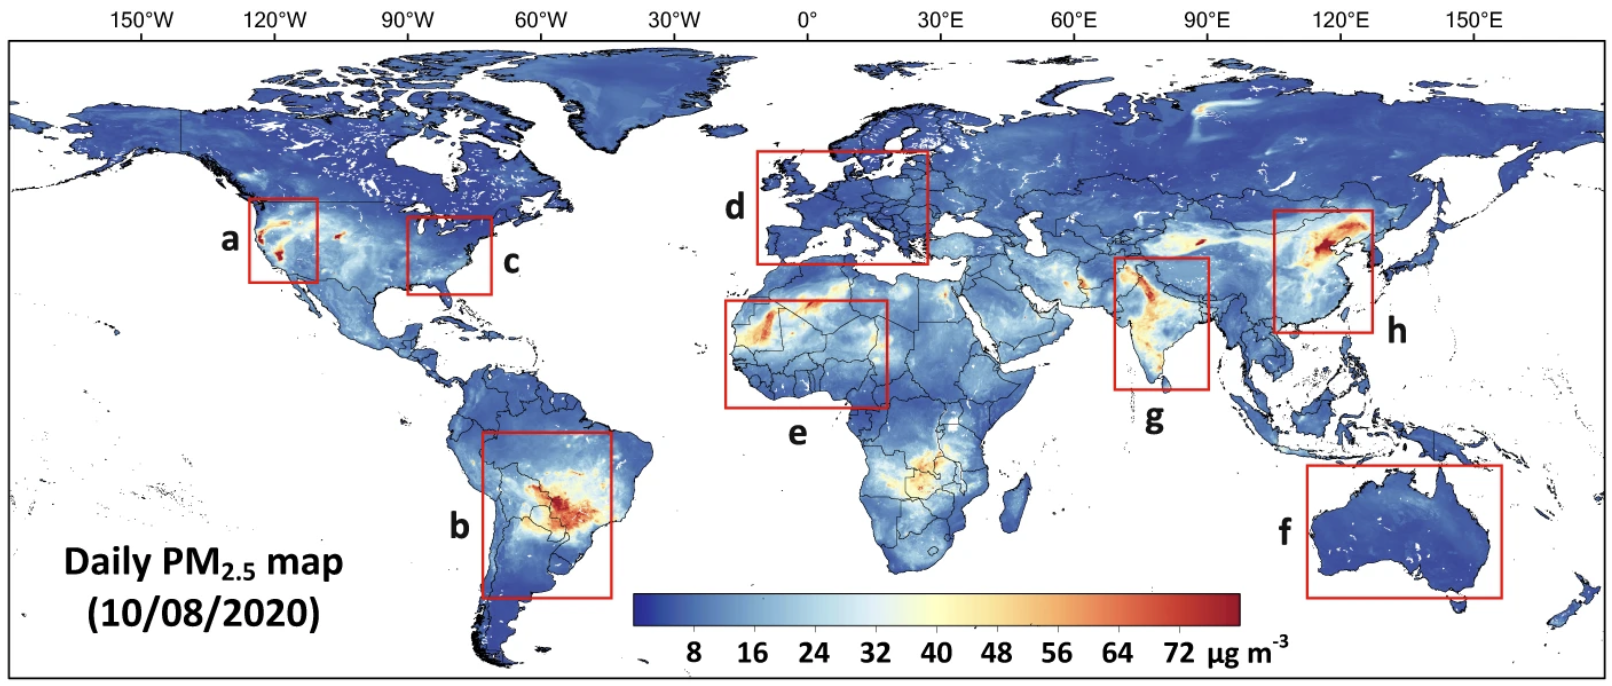 150°W 120°W 90°W 60°W 30°W 0° 30°E 60°E 90°E 120°E 150°E
d
a
c
h
g
e
b
f
Daily PM₂.₅ map
(10/08/2020)
8 16 24 32 40 48 56 64 72 µg m⁻³